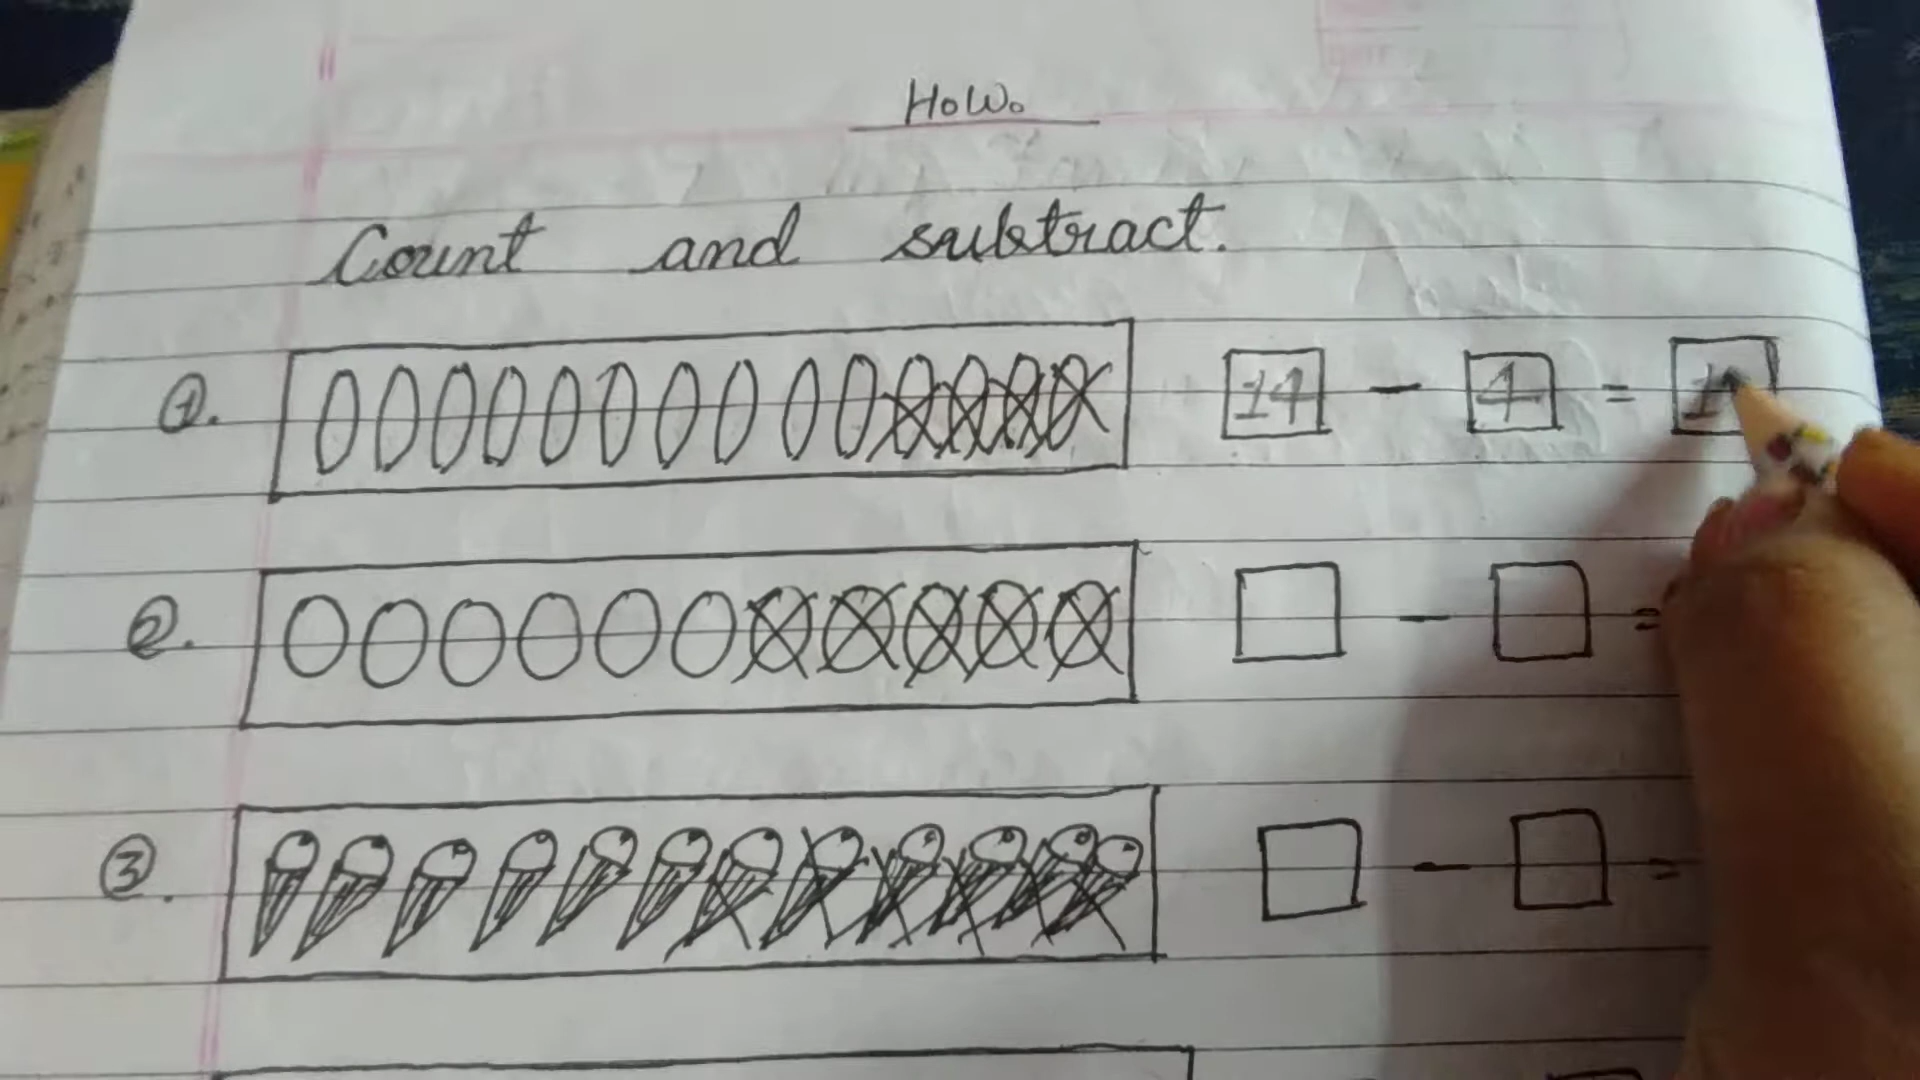 H.W.
Count and subtract.
1. 14 - 4 =
2. - =
3. - =